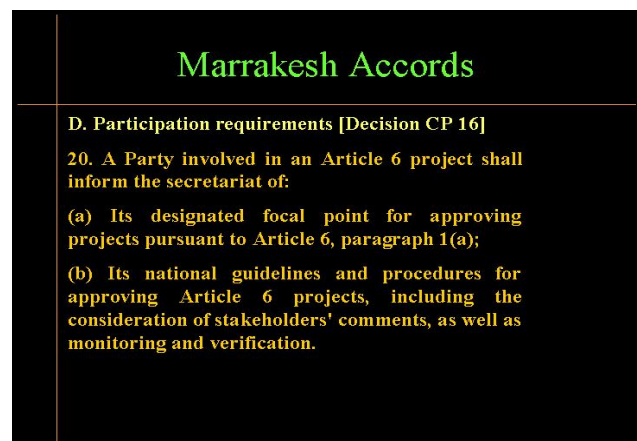 Marrakesh Accords
D. Participation requirements [Decision CP 16]
20. A Party involved in an Article 6 project shall
inform the secretariat of:
(a) Its designated focal point for approving
projects pursuant to Article 6, paragraph 1(a);
(b) Its national guidelines and procedures for
approving Article 6 projects, including the
consideration of stakeholders' comments, as well as
monitoring and verification.